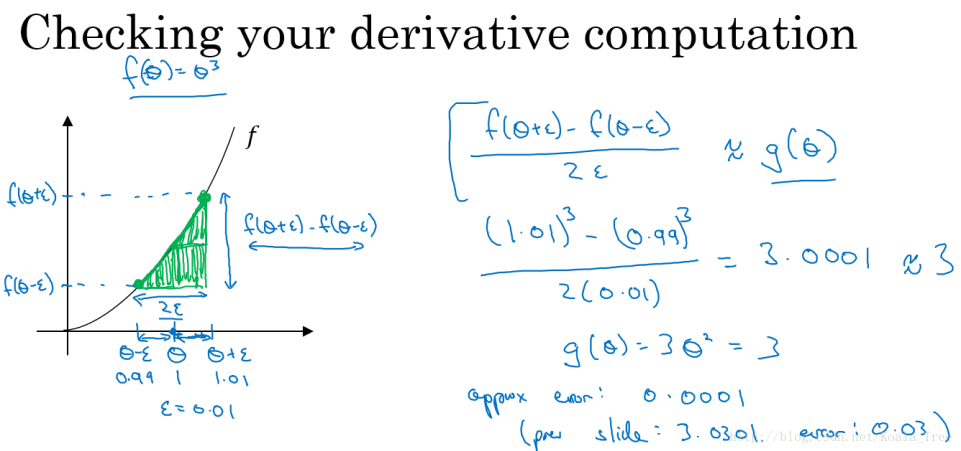 Checking your derivative computation
f(θ) = θ³
f
f(θ+ε)
f(θ-ε)
f(θ+ε) - f(θ-ε)
2ε
θ-ε θ θ+ε
0.99 1 1.01
ε = 0.01
f(θ+ε) - f(θ-ε)
2ε
≈ g(θ)
(1.01)³ - (0.99)³
2(0.01)
= 3.0001 ≈ 3
g(θ) = 3θ² = 3
approx error: 0.0001
(prev slide: 3.0301. error: 0.03)